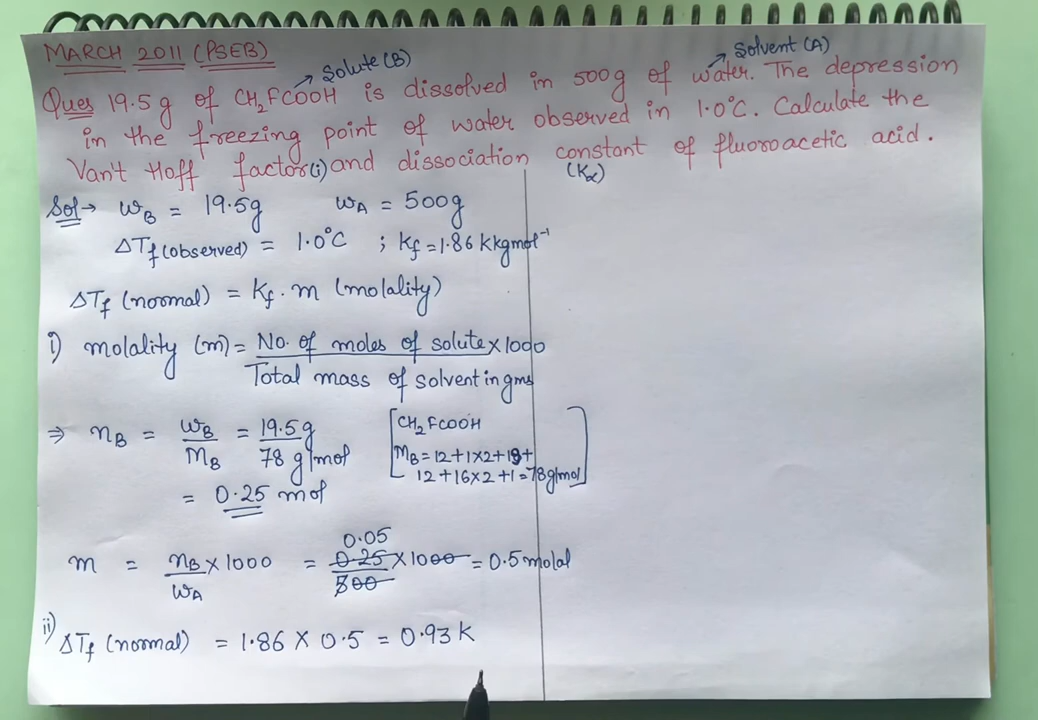 MARCH 2011 (PSEB)
Solute (B)
Solvent (A)
Ques 19.5 g of CH₂FCOOH is dissolved in 500g of water. The depression
in the freezing point of water observed in 1.0°C. Calculate the
Van't Hoff factor(i) and dissociation constant of fluoroacetic acid.
(Kα)
Sol → WB = 19.5g WA = 500g
ΔTf (observed) = 1.0°C ; Kf = 1.86 K kg mol⁻¹
ΔTf (normal) = Kf . m (molality)
i) molality (m) = No. of moles of solute × 1000
Total mass of solvent in gms
⇒ nB = WB/MB = 19.5g/78 g/mol [CH₂FCOOH
MB = 12+1×2+19+
12+16×2+1=78g/mol]
= 0.25 mol
0.05
m = nB/WA × 1000 = 0.25/500 × 1000 = 0.5 molal
ii) ΔTf (normal) = 1.86 × 0.5 = 0.93 K